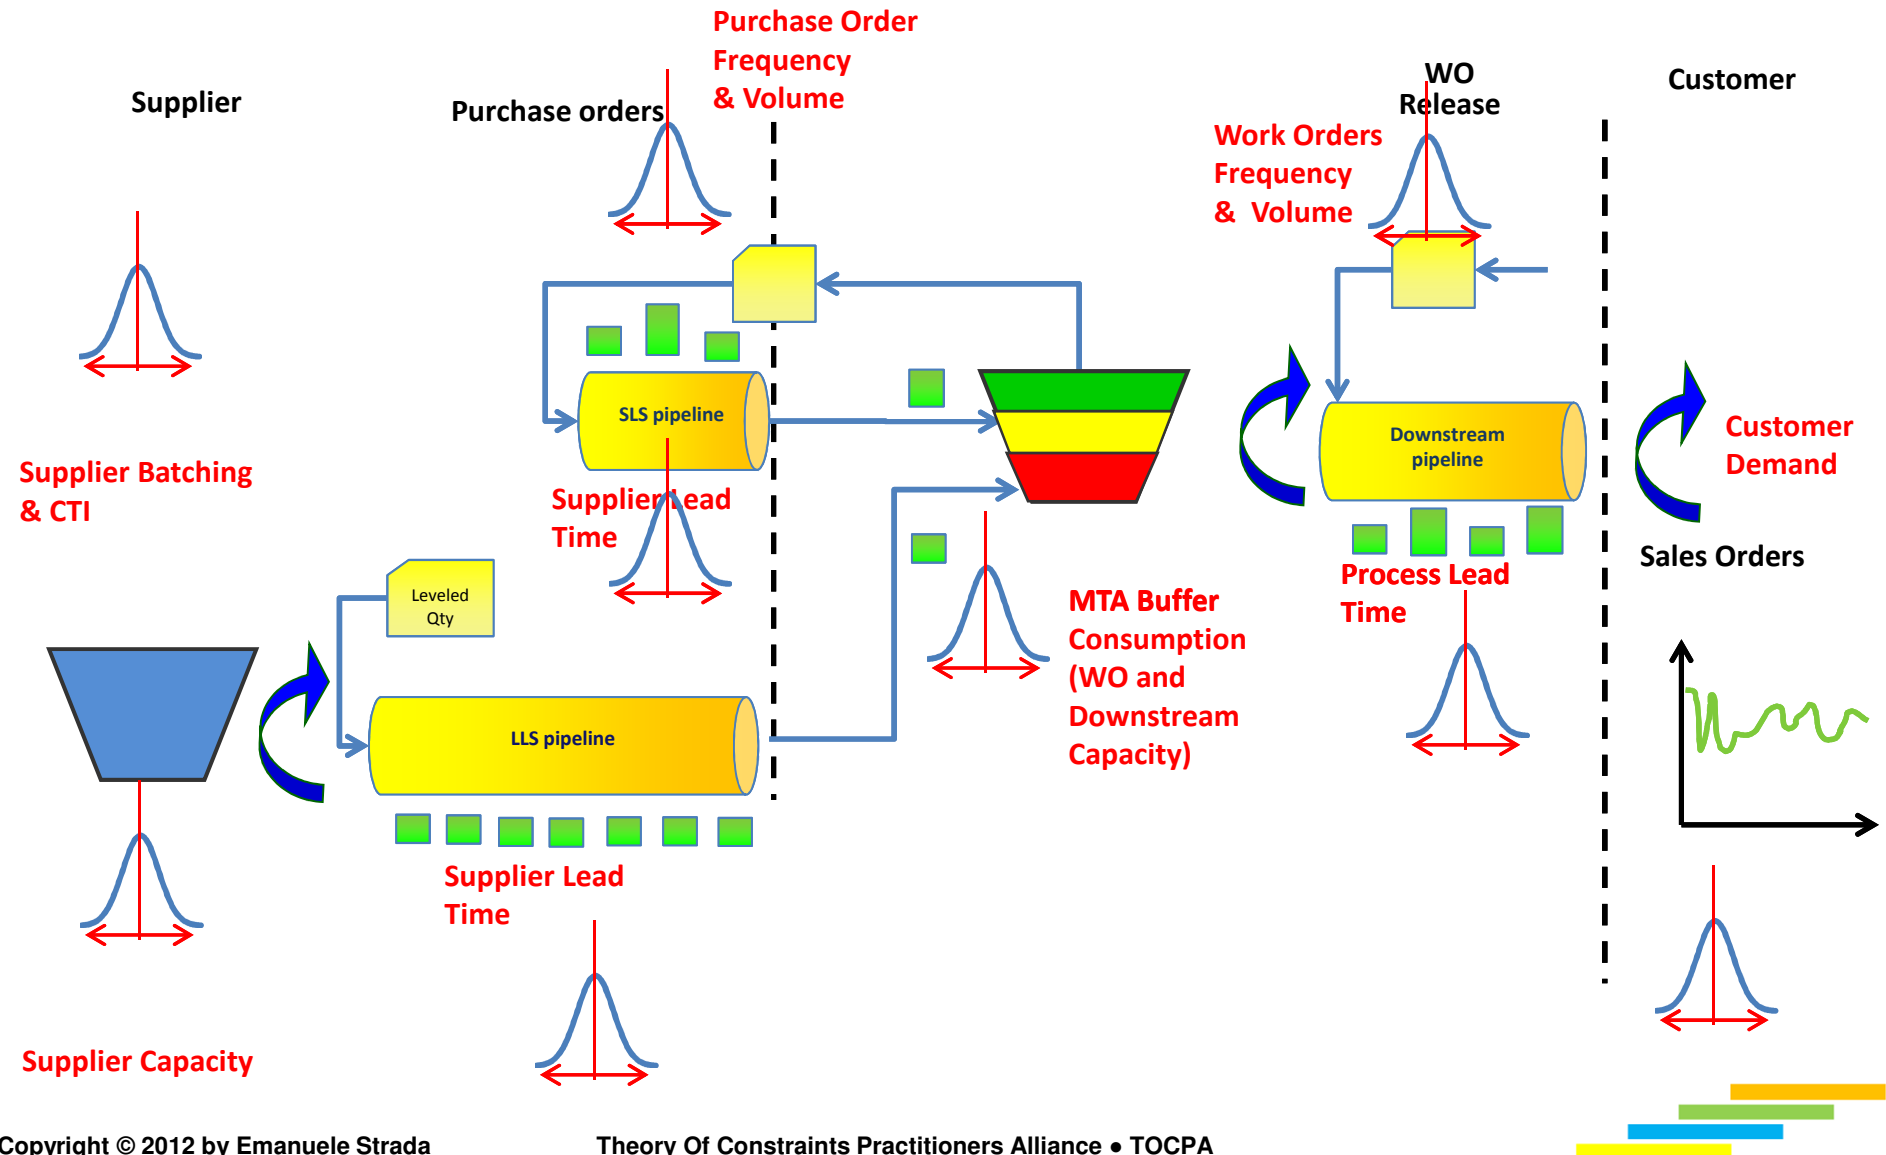 Purchase Order
Frequency
& Volume
Supplier
Purchase orders
WO
Release
Customer
Work Orders
Frequency
& Volume
SLS pipeline
Downstream
pipeline
Customer
Demand
Supplier Batching
& CTI
Supplier Lead
Time
Sales Orders
Process Lead
Time
Leveled
Qty
MTA Buffer
Consumption
(WO and
Downstream
Capacity)
LLS pipeline
Supplier Lead
Time
Supplier Capacity
Copyright © 2012 by Emanuele Strada
Theory Of Constraints Practitioners Alliance ● TOCPA